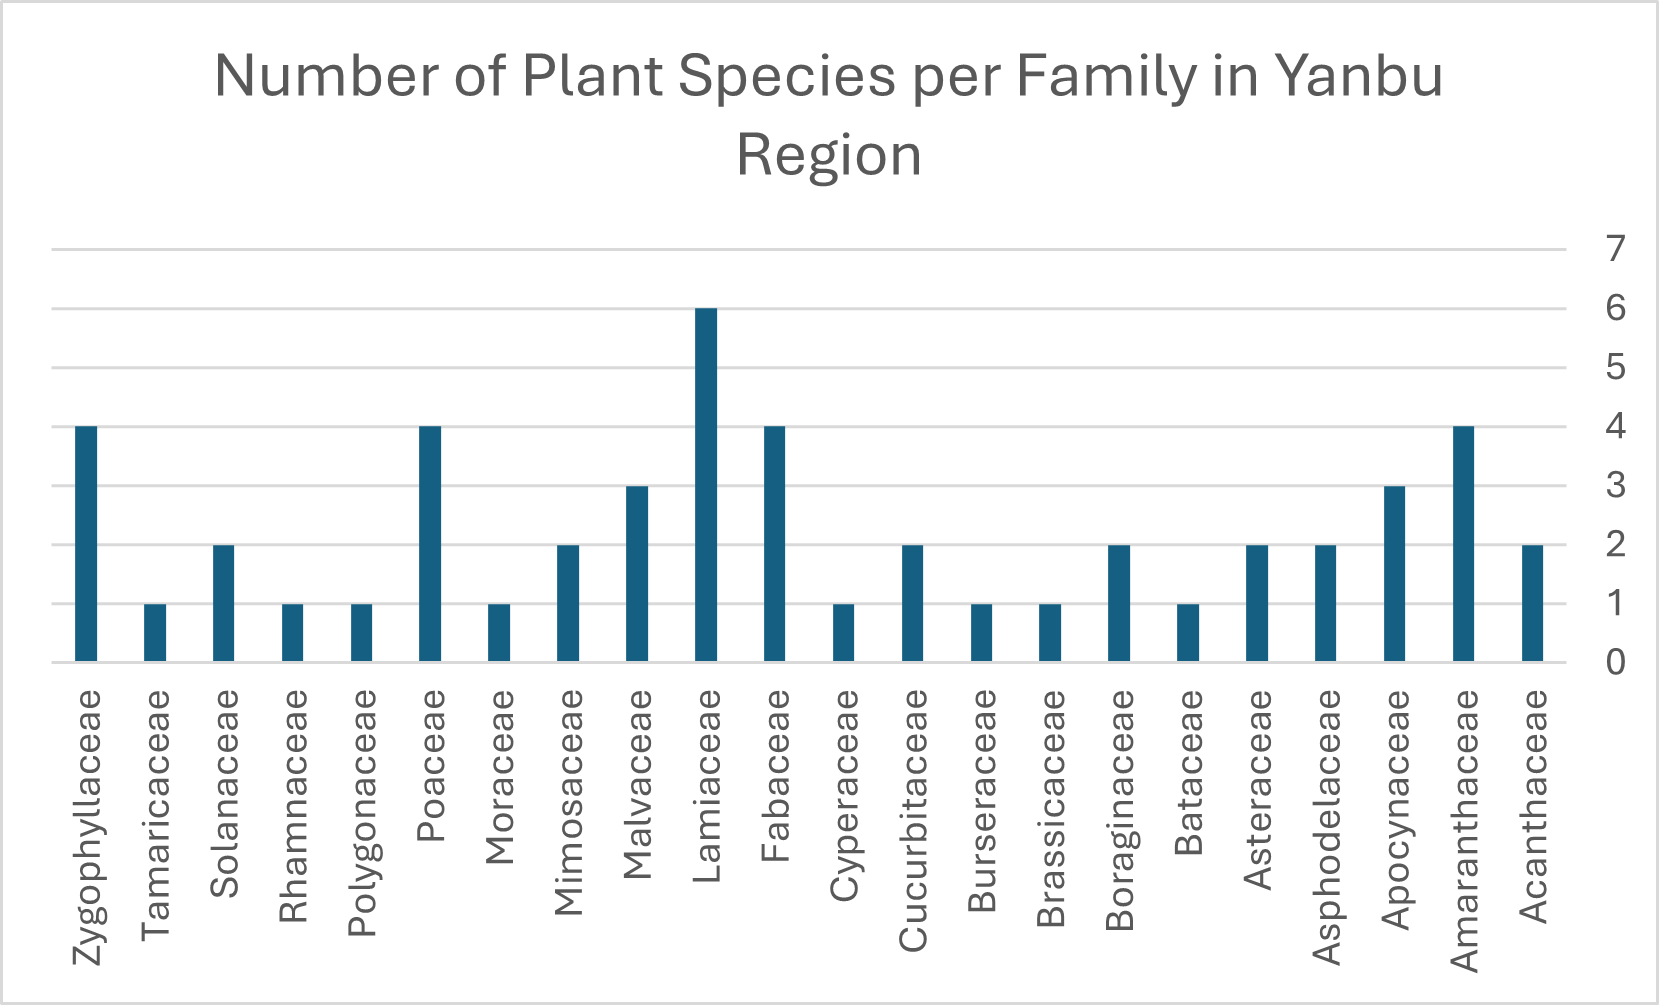 Number of Plant Species per Family in Yanbu
Region
7
6
5
4
3
2
1
0
Zygophyllaceae
Tamaricaceae
Solanaceae
Rhamnaceae
Polygonaceae
Poaceae
Moraceae
Mimosaceae
Malvaceae
Lamiaceae
Fabaceae
Cyperaceae
Cucurbitaceae
Burseraceae
Brassicaceae
Boraginaceae
Bataceae
Asteraceae
Asphodelaceae
Apocynaceae
Amaranthaceae
Acanthaceae